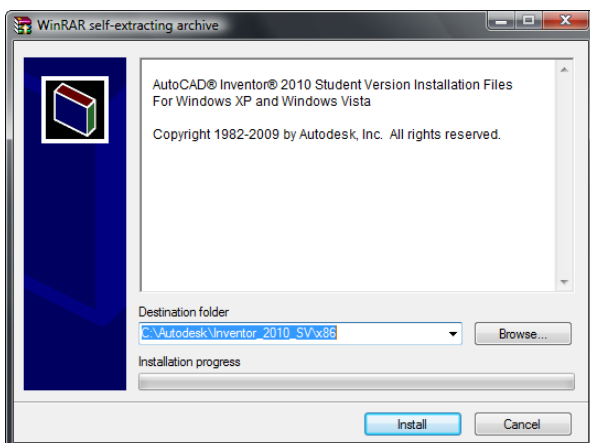 WinRAR self-extracting archive
AutoCAD® Inventor® 2010 Student Version Installation Files
For Windows XP and Windows Vista
Copyright 1982-2009 by Autodesk, Inc. All rights reserved.
Destination folder
C:\Autodesk\Inventor_2010_SV\x86
Browse...
Installation progress
Install
Cancel